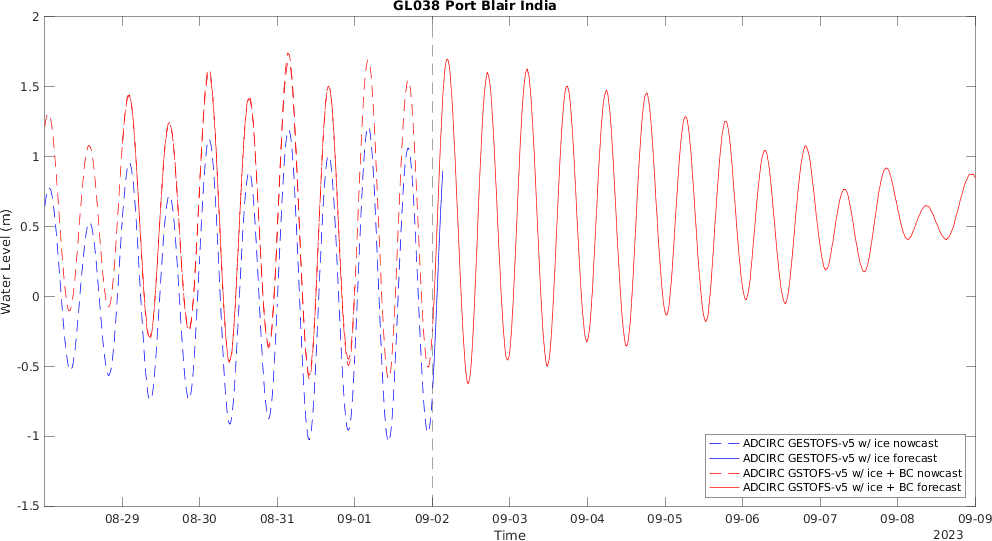 GL038 Port Blair India
2
1.5
1
0.5
0
-0.5
-1
-1.5
Water Level (m)
08-29 08-30 08-31 09-01 09-02 09-03 09-04 09-05 09-06 09-07 09-08 09-09
Time
2023
ADCIRC GESTOFS-v5 w/ ice nowcast
ADCIRC GESTOFS-v5 w/ ice forecast
ADCIRC GSTOFS-v5 w/ ice + BC nowcast
ADCIRC GSTOFS-v5 w/ ice + BC forecast